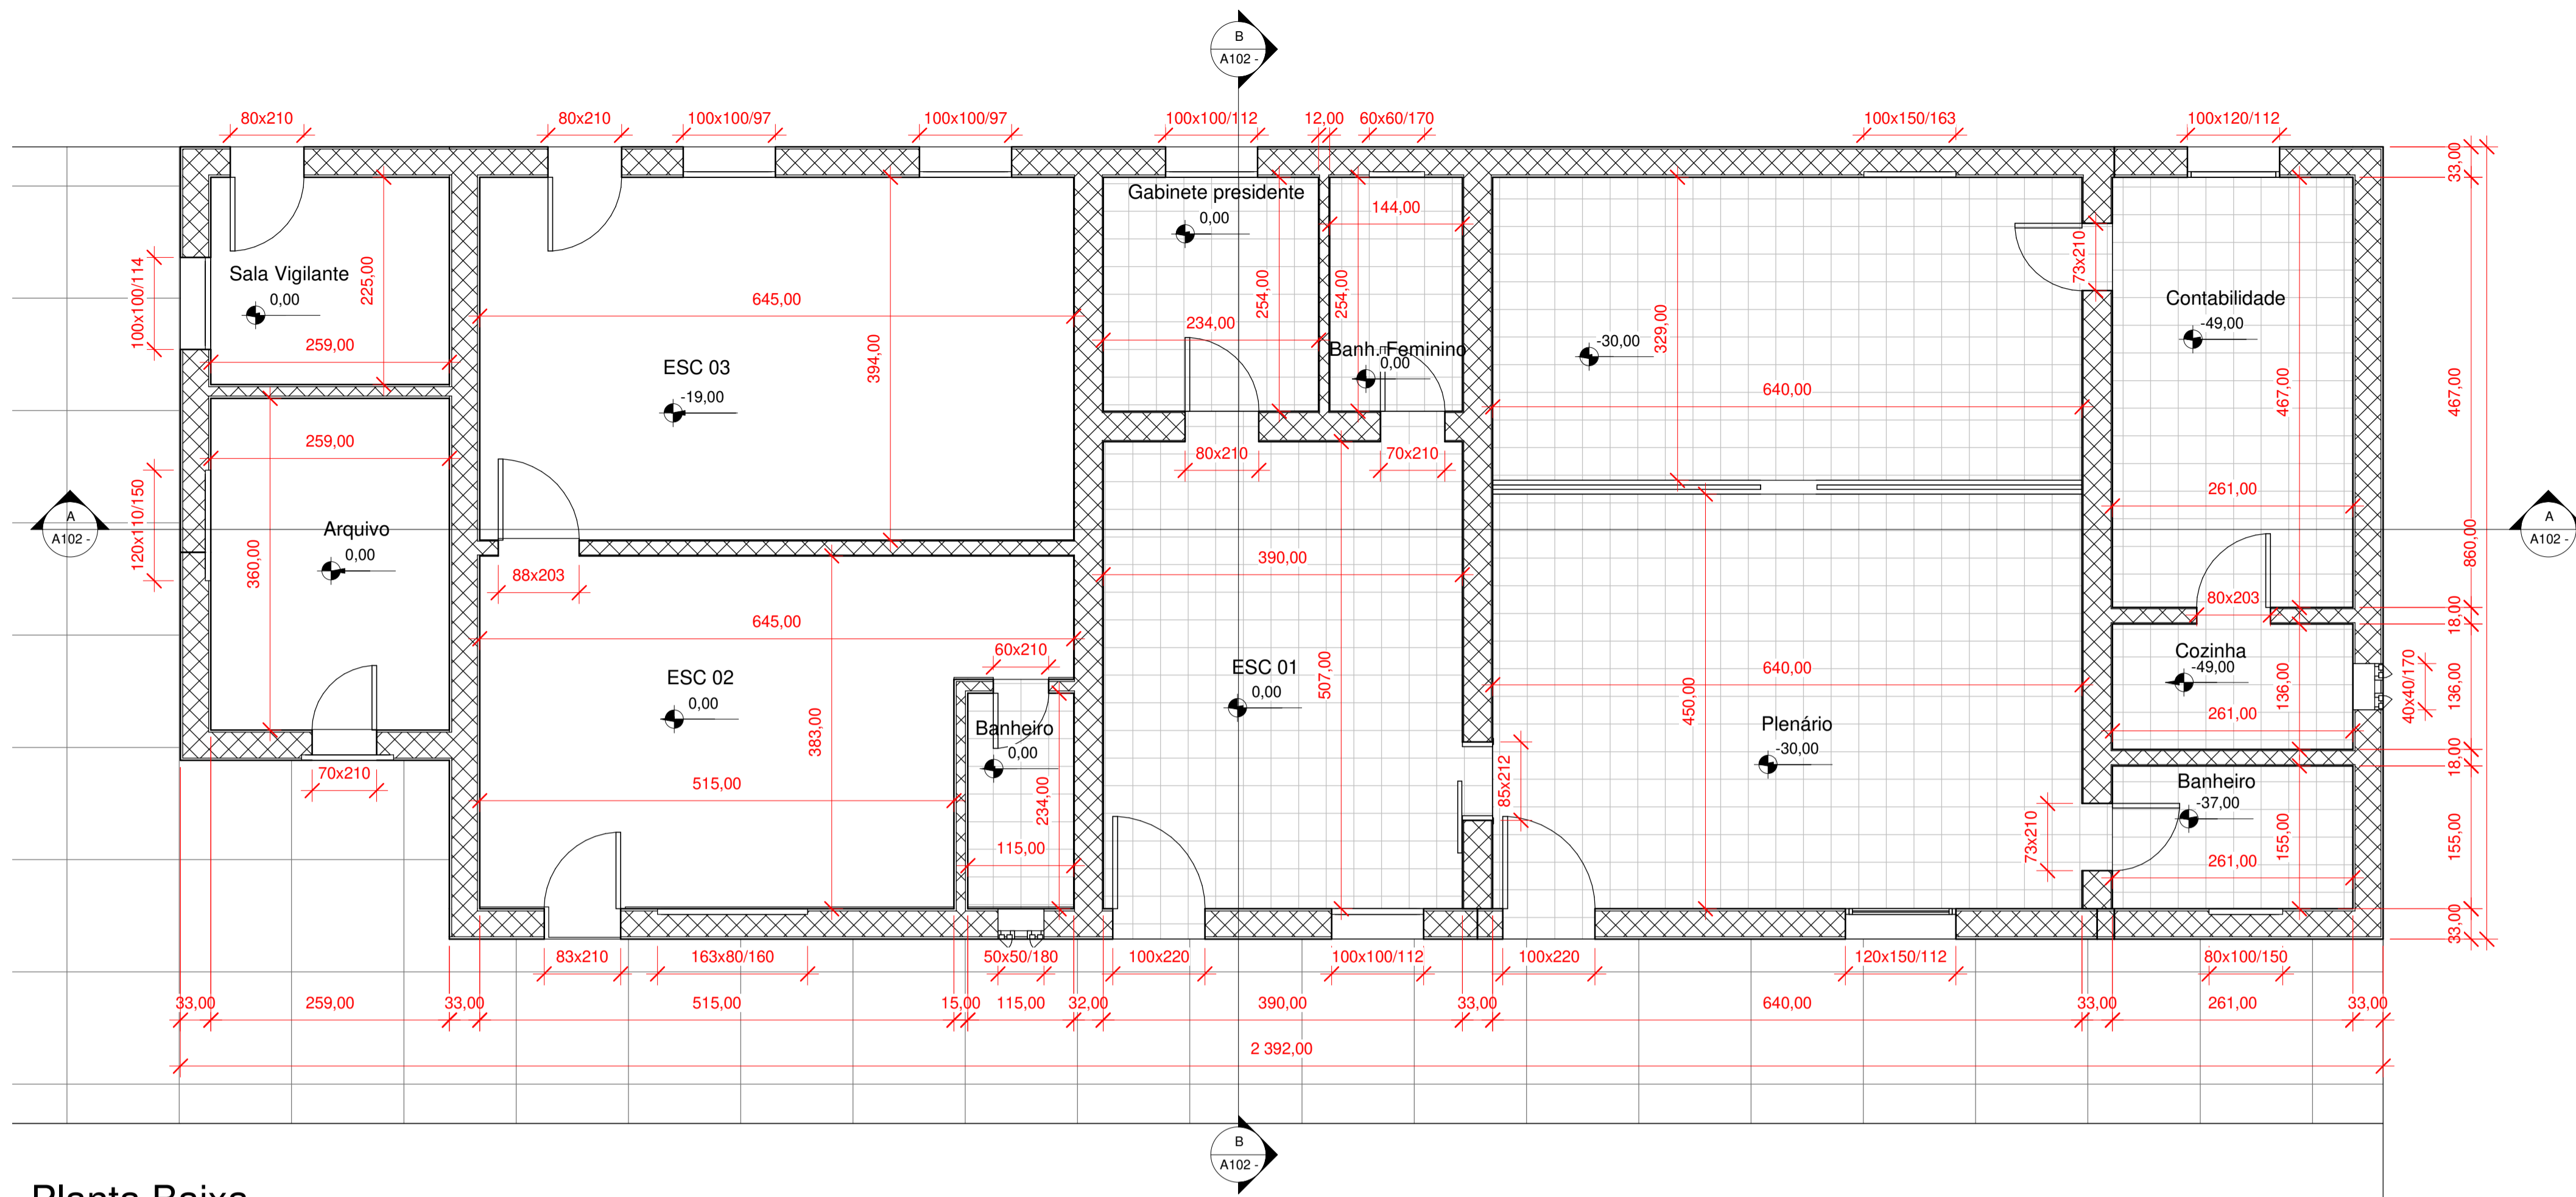 B
A102 -
80x210
80x210
100x100/97
100x100/97
100x100/112
12,00
60x60/170
100x150/163
100x120/112
33,00
Gabinete presidente
0,00
144,00
73x210
100x100/114
Sala Vigilante
0,00
225,00
259,00
645,00
394,00
254,00
254,00
234,00
Banh. Feminino
0,00
-30,00
329,00
640,00
Contabilidade
-49,00
467,00
467,00
ESC 03
-19,00
259,00
80x210
70x210
261,00
A
A102 -
120x110/150
Arquivo
0,00
360,00
88x203
390,00
860,00
A
A102 -
80x203
18,00
645,00
60x210
ESC 02
0,00
383,00
ESC 01
0,00
507,00
640,00
450,00
Cozinha
-49,00
136,00
136,00
40x40/170
261,00
Banheiro
0,00
Plenário
-30,00
85x212
18,00
70x210
515,00
234,00
115,00
73x210
Banheiro
-37,00
155,00
155,00
261,00
83x210
163x80/160
50x50/180
100x220
100x100/112
100x220
120x150/112
80x100/150
33,00
33,00
259,00
33,00
515,00
15,00
115,00
32,00
390,00
33,00
640,00
33,00
261,00
33,00
2 392,00
B
A102 -
Planta Baixa